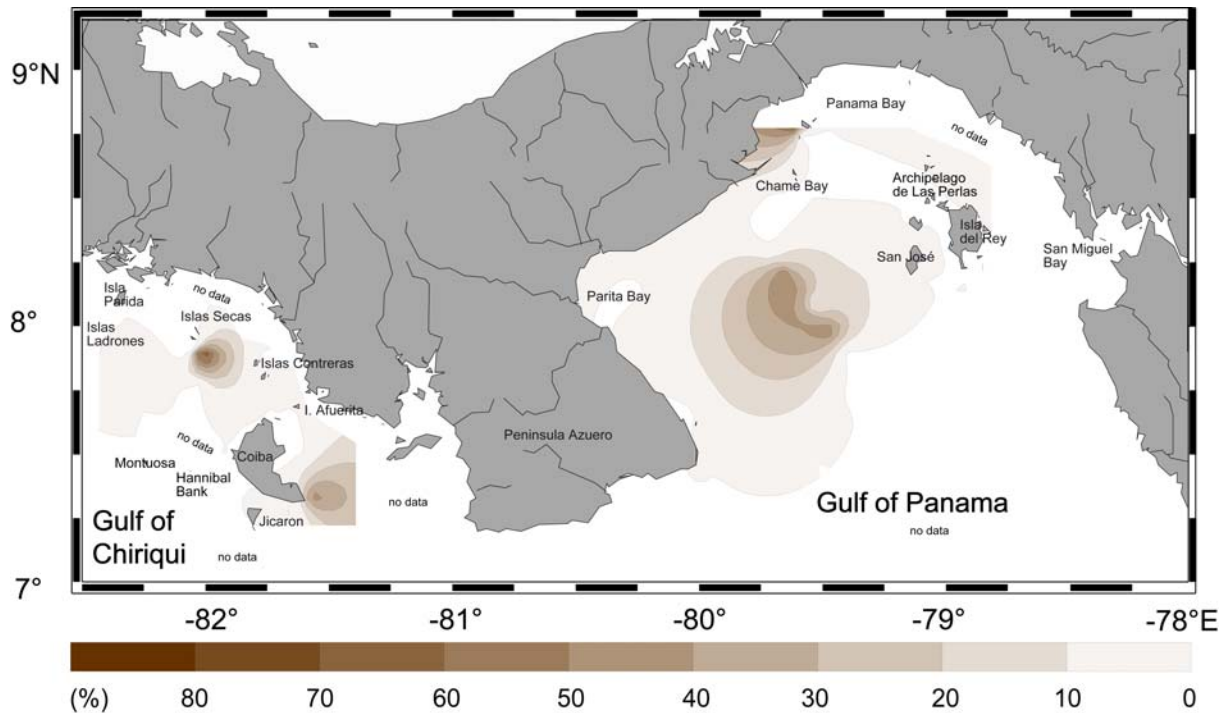 9°N
Panama Bay
no data
Chame Bay
Archipelago
de Las Perlas
Isla
del Rey
San José
San Miguel
Bay
Isla
Parida
no data
Parita Bay
8°
Islas Secas
Islas
Ladrones
Islas Contreras
I. Afuerita
no data
Peninsula Azuero
Montuosa
Coiba
Hannibal
Bank
no data
Gulf of Panama
Jicaron
no data
Gulf of
Chiriqui
no data
7°
-82° -81° -80° -79° -78°E
(%) 80 70 60 50 40 30 20 10 0